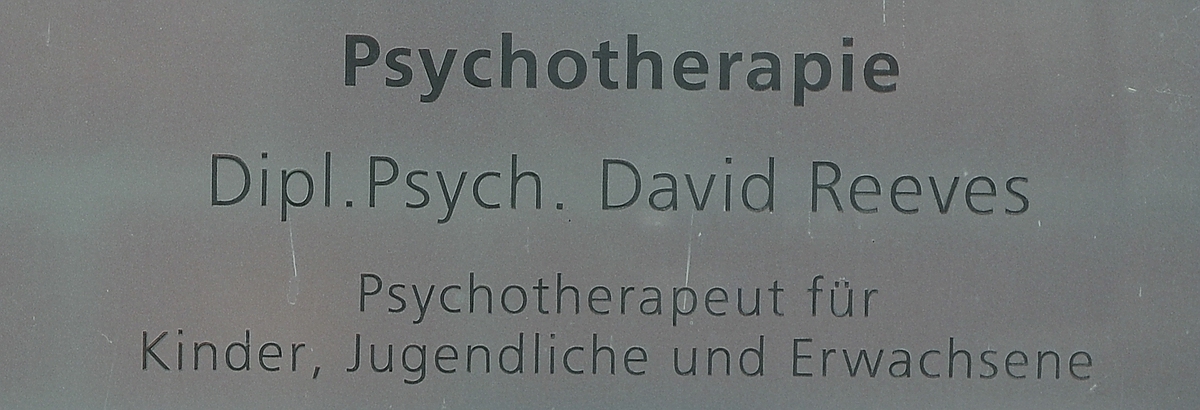 Psychotherapie
Dipl.Psych. David Reeves
Psychotherapeut für
Kinder, Jugendliche und Erwachsene